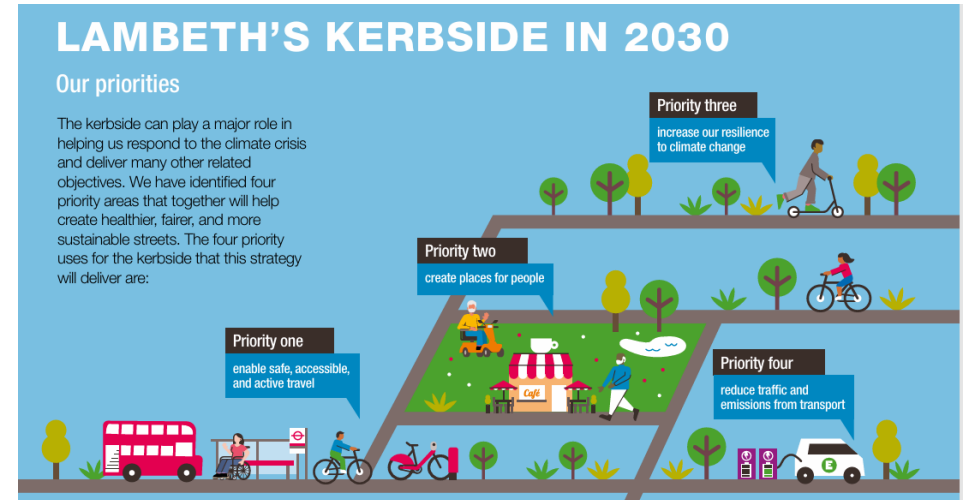 LAMBETH'S KERBSIDE IN 2030
Our priorities
The kerbside can play a major role in
helping us respond to the climate crisis
and deliver many other related
objectives. We have identified four
priority areas that together will help
create healthier, fairer, and more
sustainable streets. The four priority
uses for the kerbside that this strategy
will deliver are:
Priority one
enable safe, accessible,
and active travel
Priority two
create places for people
Priority three
increase our resilience
to climate change
Priority four
reduce traffic and
emissions from transport
Café
E